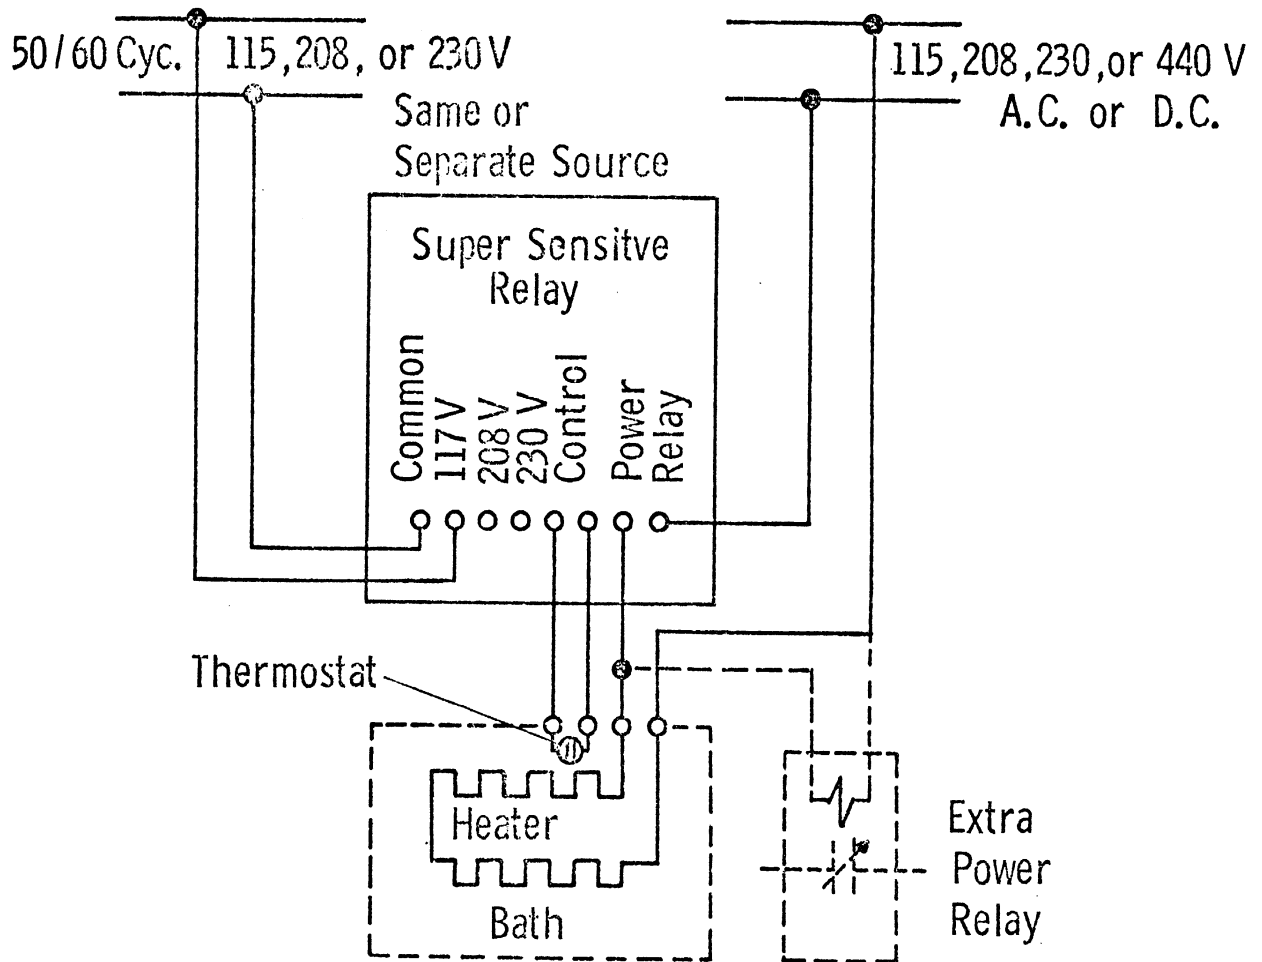 50/60 Cyc. 115,208, or 230 V
115,208,230,or 440 V
A.C. or D.C.
Same or
Separate Source
Super Sensitve
Relay
Common
117 V
208 V
230 V
Control
Power
Relay
Thermostat
Heater
Bath
Extra
Power
Relay